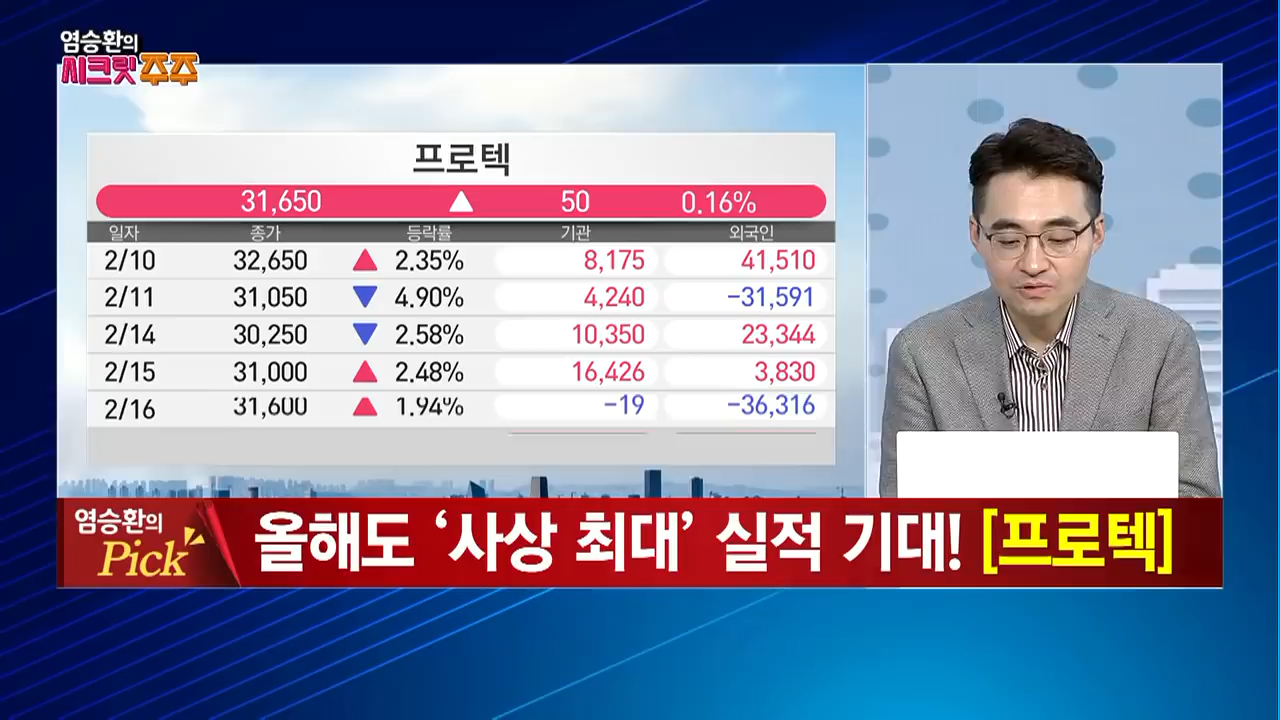 염승환의
시크릿 주주
프로텍
31,650 ▲ 50 0.16%
일자 종가 등락률 기관 외국인
2/10 32,650 ▲ 2.35% 8,175 41,510
2/11 31,050 ▼ 4.90% 4,240 -31,591
2/14 30,250 ▼ 2.58% 10,350 23,344
2/15 31,000 ▲ 2.48% 16,426 3,830
2/16 31,600 ▲ 1.94% -19 -36,316
염승환의
Pick
올해도 ‘사상 최대’ 실적 기대! [프로텍]